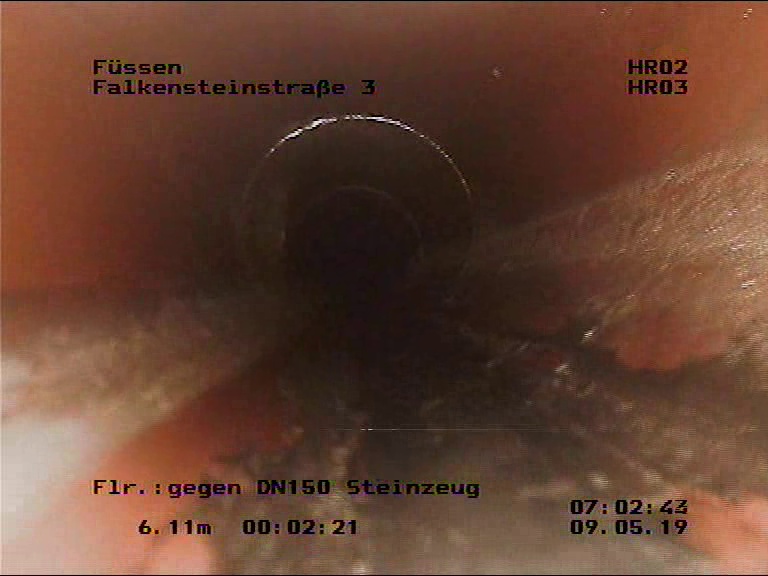 Füssen
HR02
Falkensteinstraße 3
HR03
Flr.:gegen DN150 Steinzeug
07:02:43
6.11m 00:02:21
09.05.19